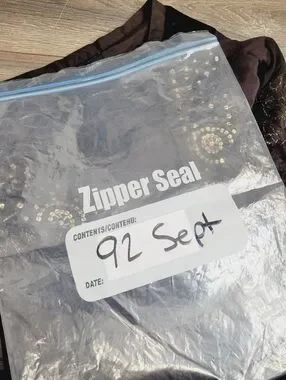 Zipper Seal
CONTENTS/CONTENU:
92 Sept
DATE: